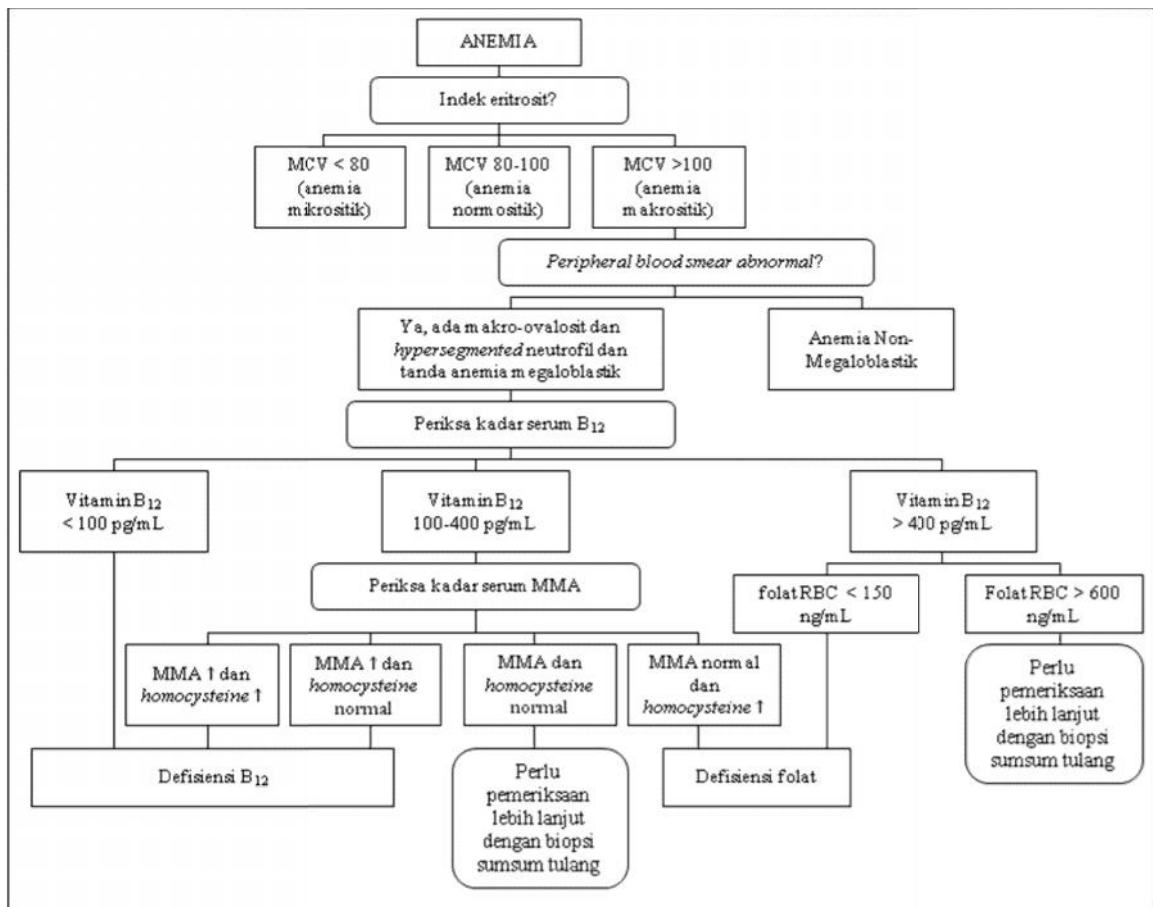 ANEMIA
Indek eritrosit?
MCV < 80
(anemia
mikrositik)
MCV 80-100
(anemia
normositik)
MCV >100
(anemia
makrositik)
Peripheral blood smear abnormal?
Ya, ada makro-ovalosit dan
hypersegmented neutrofil dan
tanda anemia megaloblastik
Anemia Non-
Megaloblastik
Periksa kadar serum B₁₂
Vitamin B₁₂
< 100 pg/mL
Vitamin B₁₂
100-400 pg/mL
Vitamin B₁₂
> 400 pg/mL
Periksa kadar serum MMA
folat RBC < 150
ng/mL
Folat RBC > 600
ng/mL
MMA ↑ dan
homocysteine ↑
MMA ↑ dan
homocysteine
normal
MMA dan
homocysteine
normal
MMA normal
dan
homocysteine ↑
Perlu
pemeriksaan
lebih lanjut
dengan biopsi
sumsum tulang
Defisiensi B₁₂
Perlu
pemeriksaan
lebih lanjut
dengan biopsi
sumsum tulang
Defisiensi folat